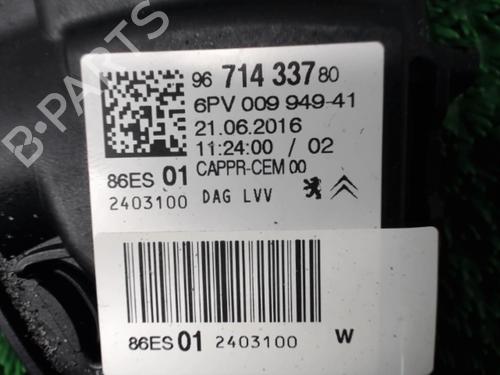 96 714 337 80
6PV 009 949-41
21.06.2016
11:24:00 / 02
CAPPR-CEM 00
86ES 01
2403100 DAG LVV
86ES 01 2403100 W